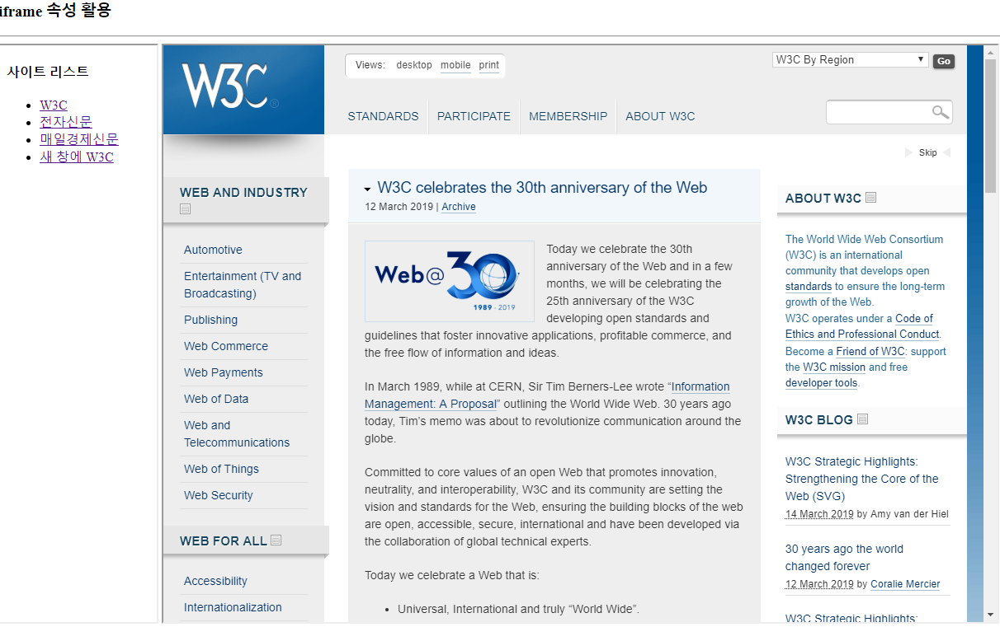 iframe 속성 활용
사이트 리스트
W3C
전자신문
매일경제신문
새 창에 W3C
W3C®
Views: desktop mobile print
W3C By Region
Go
STANDARDS PARTICIPATE MEMBERSHIP ABOUT W3C
Skip
WEB AND INDUSTRY
Automotive
Entertainment (TV and
Broadcasting)
Publishing
Web Commerce
Web Payments
Web of Data
Web and
Telecommunications
Web of Things
Web Security
WEB FOR ALL
Accessibility
Internationalization
W3C celebrates the 30th anniversary of the Web
12 March 2019 | Archive
Web@30
1989 - 2019
Today we celebrate the 30th
anniversary of the Web and in a few
months, we will be celebrating the
25th anniversary of the W3C
developing open standards and
guidelines that foster innovative applications, profitable commerce, and
the free flow of information and ideas.
In March 1989, while at CERN, Sir Tim Berners-Lee wrote “Information
Management: A Proposal” outlining the World Wide Web. 30 years ago
today, Tim’s memo was about to revolutionize communication around the
globe.
Committed to core values of an open Web that promotes innovation,
neutrality, and interoperability, W3C and its community are setting the
vision and standards for the Web, ensuring the building blocks of the web
are open, accessible, secure, international and have been developed via
the collaboration of global technical experts.
Today we celebrate a Web that is:
Universal, International and truly “World Wide”.
ABOUT W3C
The World Wide Web Consortium
(W3C) is an international
community that develops open
standards to ensure the long-term
growth of the Web.
W3C operates under a Code of
Ethics and Professional Conduct.
Become a Friend of W3C: support
the W3C mission and free
developer tools.
W3C BLOG
W3C Strategic Highlights:
Strengthening the Core of the
Web (SVG)
14 March 2019 by Amy van der Hiel
30 years ago the world
changed forever
12 March 2019 by Coralie Mercier
W3C Strategic Highlights: